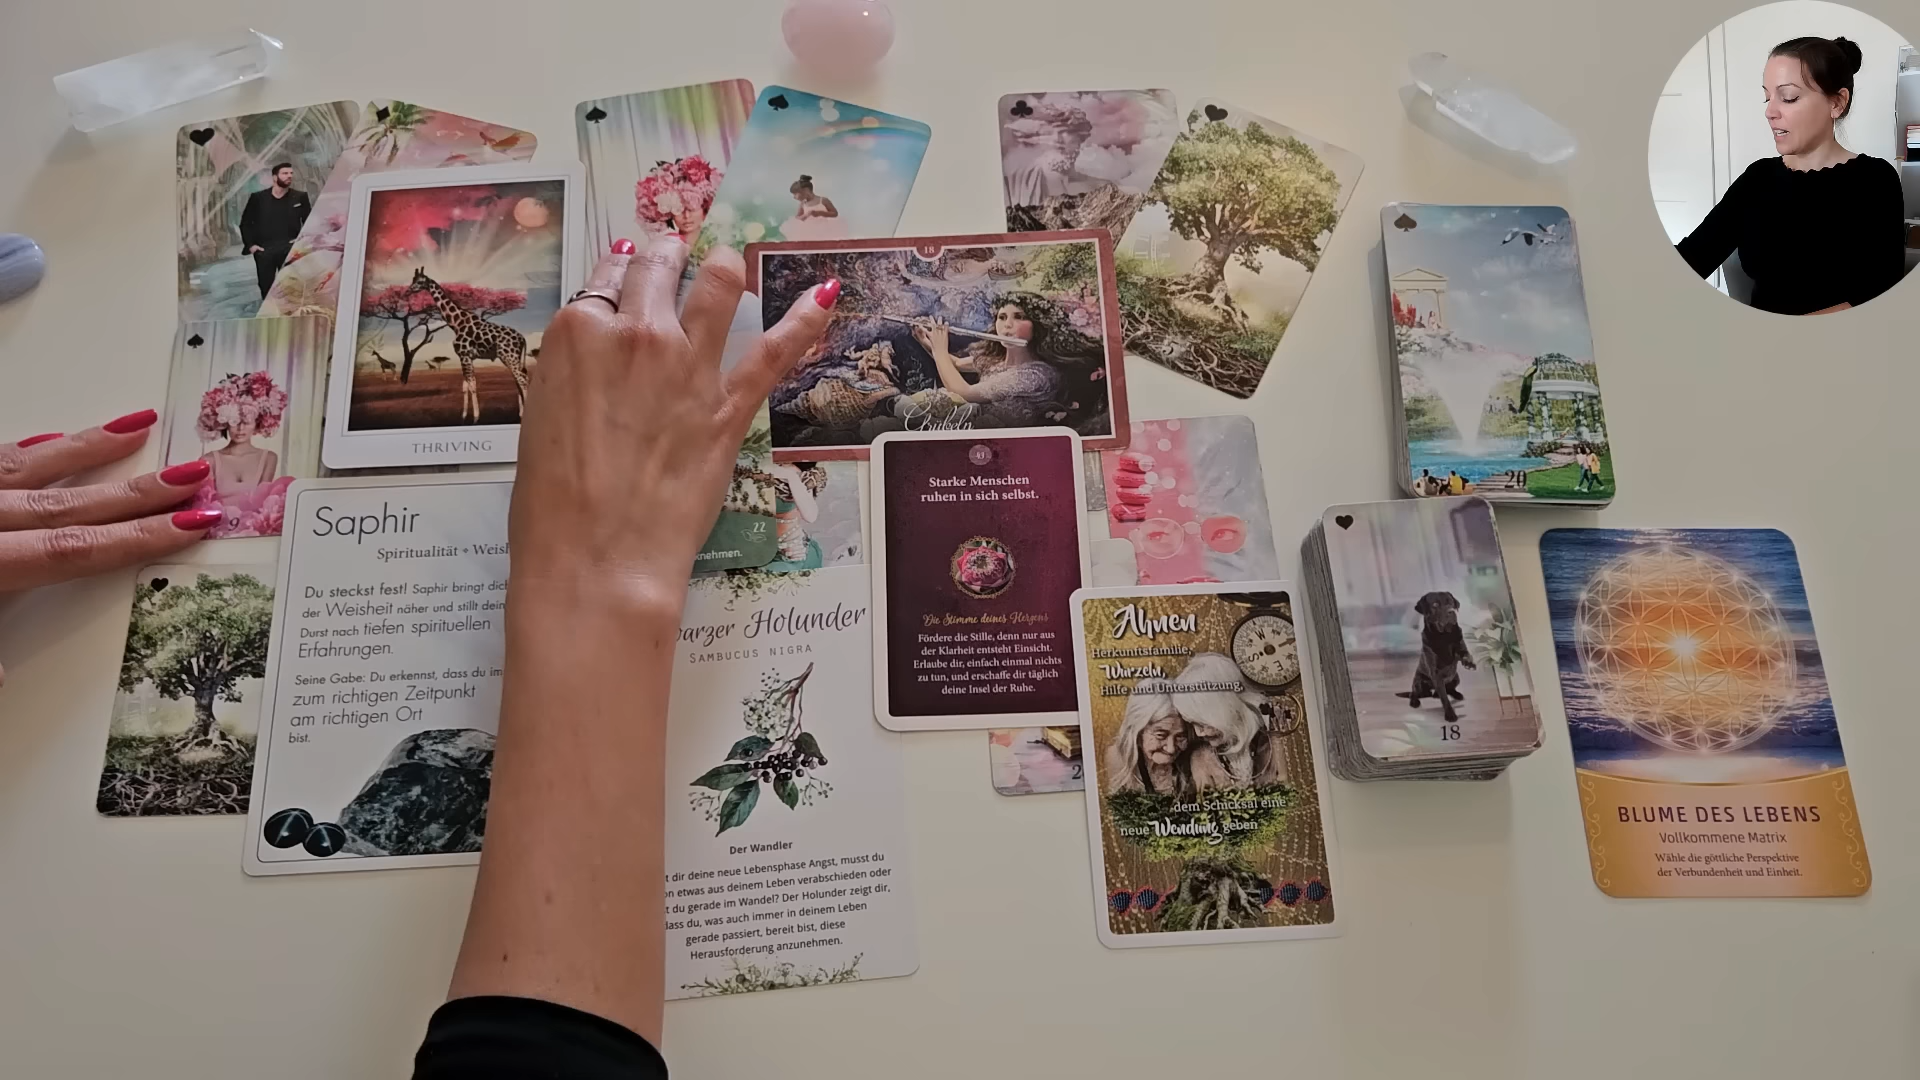 18
THRIVING
Grübeln
43
Starke Menschen
ruhen in sich selbst.
Die Stimme deines Herzens
Fördere die Stille, denn nur aus
der Klarheit entsteht Einsicht.
Erlaube dir, einfach einmal nichts
zu tun, und erschaffe dir täglich
deine Insel der Ruhe.
20
9
22
Saphir
Spiritualität
Du steckst fest! Saphir bringt dich
der Weisheit näher und stillt
Durst nach tiefen spirituellen
Erfahrungen.
Seine Gabe: Du erkennst, dass du
zum richtigen Zeitpunkt
am richtigen Ort
bist.
Holunder
SAMBUCUS NIGRA
Der Wandler
dir deine neue Lebensphase Angst, musst du
etwas aus deinem Leben verabschieden oder
du gerade im Wandel? Der Holunder zeigt dir,
dass du, was auch immer in deinem Leben
gerade passiert, bereit bist, diese
Herausforderung anzunehmen.
Ahnen
Herkunftsfamilie,
Wurzeln,
Hilfe und Unterstützung,
dem Schicksal eine
neue Wendung geben
2
18
BLUME DES LEBENS
Vollkommene Matrix
Wähle die göttliche Perspektive
der Verbundenheit und Einheit.